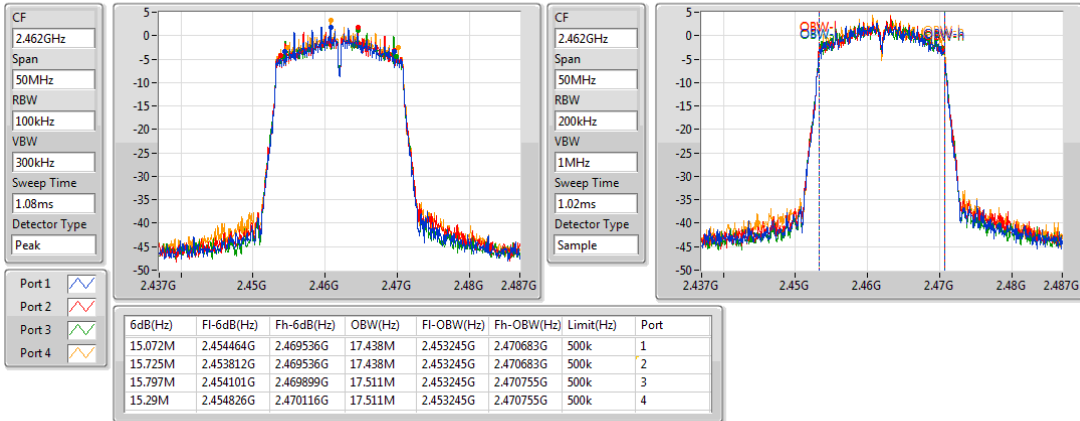 CF
2.462GHz
Span
50MHz
RBW
100kHz
VBW
300kHz
Sweep Time
1.08ms
Detector Type
Peak
5
0
-5
-10
-15
-20
-25
-30
-35
-40
-45
-50
2.437G 2.45G 2.46G 2.47G 2.48G 2.487G
CF
2.462GHz
Span
50MHz
RBW
200kHz
VBW
1MHz
Sweep Time
1.02ms
Detector Type
Sample
5
0
-5
-10
-15
-20
-25
-30
-35
-40
-45
-50
OBW-h
2.437G 2.45G 2.46G 2.47G 2.48G 2.487G
Port 1
Port 2
Port 3
Port 4
6dB(Hz) Fl-6dB(Hz) Fh-6dB(Hz) OBW(Hz) Fl-OBW(Hz) Fh-OBW(Hz) Limit(Hz) Port
15.072M 2.454464G 2.469536G 17.438M 2.453245G 2.470683G 500k 1
15.725M 2.453812G 2.469536G 17.438M 2.453245G 2.470683G 500k 2
15.797M 2.454101G 2.469899G 17.511M 2.453245G 2.470755G 500k 3
15.29M 2.454826G 2.470116G 17.511M 2.453245G 2.470755G 500k 4